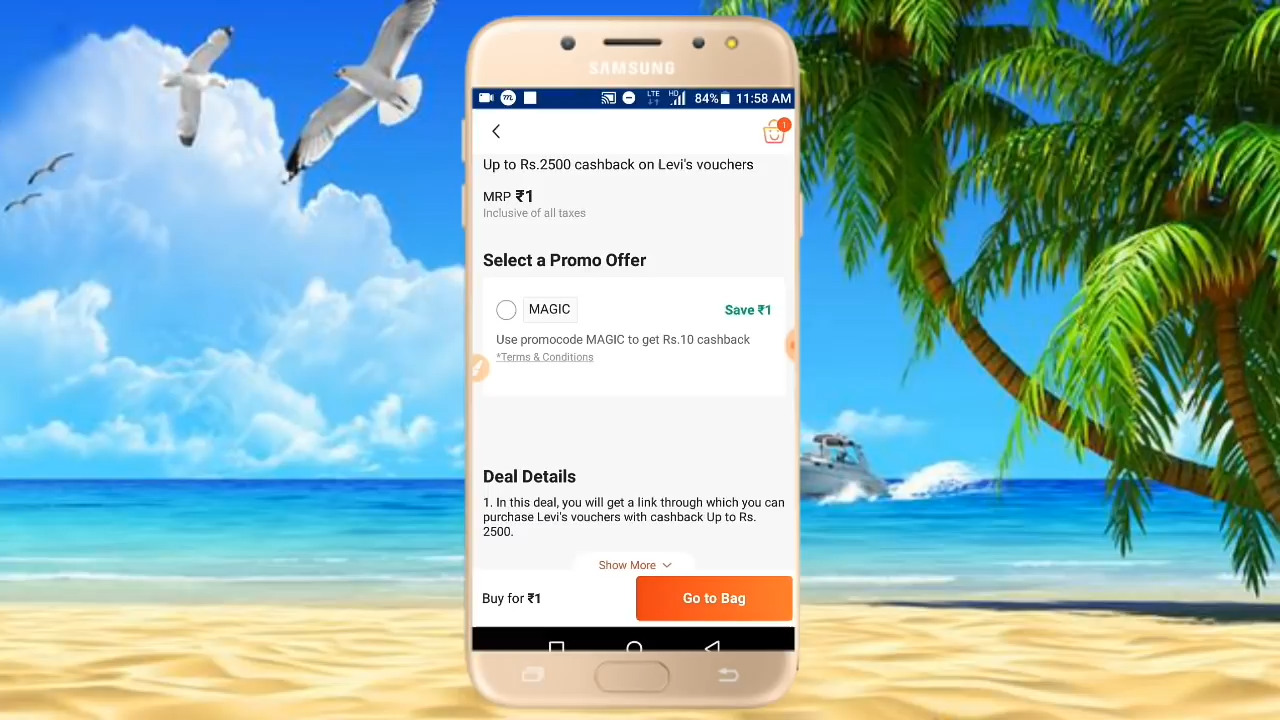 SAMSUNG
LTE HD 84% 11:58 AM
1
Up to Rs.2500 cashback on Levi's vouchers
MRP ₹1
Inclusive of all taxes
Select a Promo Offer
MAGIC Save ₹1
Use promocode MAGIC to get Rs.10 cashback
*Terms & Conditions
Deal Details
1. In this deal, you will get a link through which you can
purchase Levi's vouchers with cashback Up to Rs.
2500.
Show More
Buy for ₹1 Go to Bag